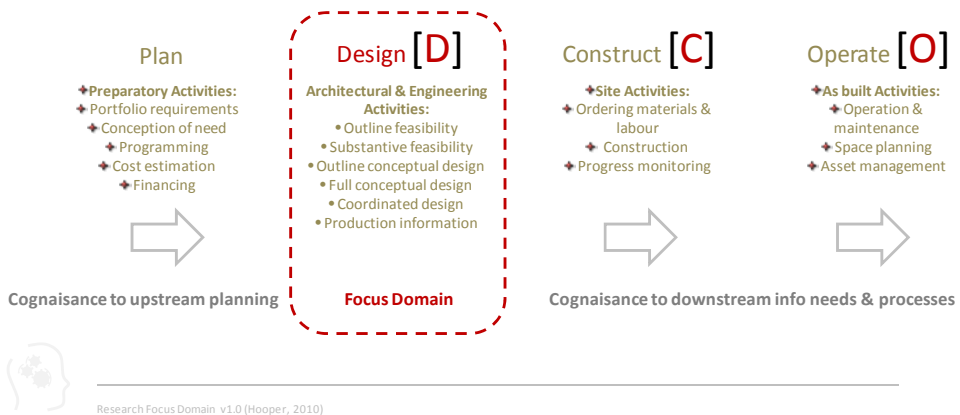 Plan
Preparatory Activities:
Portfolio requirements
Conception of need
Programming
Cost estimation
Financing
Cognaisance to upstream planning
Design [D]
Architectural & Engineering
Activities:
• Outline feasibility
• Substantive feasibility
• Outline conceptual design
• Full conceptual design
• Coordinated design
• Production information
Focus Domain
Construct [C]
Site Activities:
Ordering materials &
labour
Construction
Progress monitoring
Operate [O]
As built Activities:
Operation &
maintenance
Space planning
Asset management
Cognaisance to downstream info needs & processes
Research Focus Domain v1.0 (Hooper, 2010)